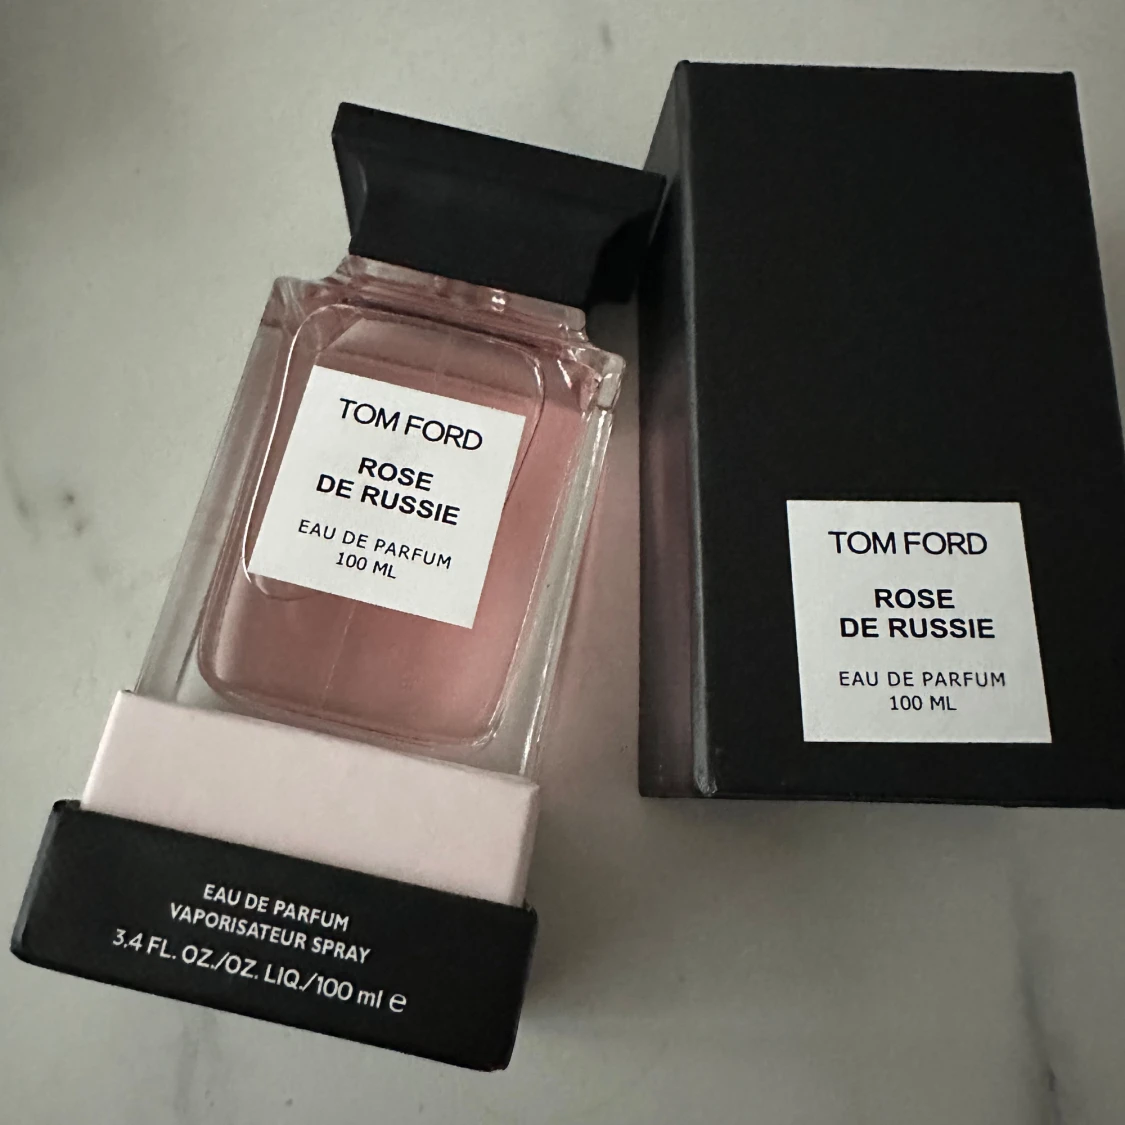 TOM FORD
ROSE
DE RUSSIE
EAU DE PARFUM
100 ML
EAU DE PARFUM
VAPORISATEUR SPRAY
3.4 FL. OZ./OZ. LIQ./100 ml e
TOM FORD
ROSE
DE RUSSIE
EAU DE PARFUM
100 ML